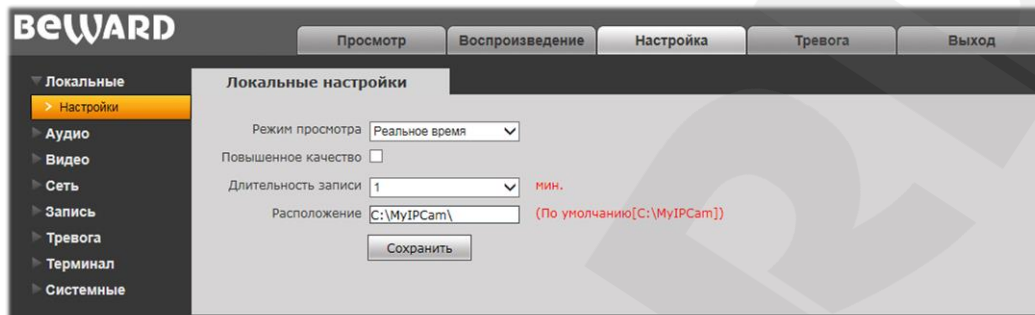 BEWARD
Просмотр Воспроизведение Настройка Тревога Выход
Локальные
> Настройки
Аудио
Видео
Сеть
Запись
Тревога
Терминал
Системные
Локальные настройки
Режим просмотра Реальное время
Повышенное качество
Длительность записи 1 мин.
Расположение C:\MyIPCam\ (По умолчанию[C:\MyIPCam])
Сохранить